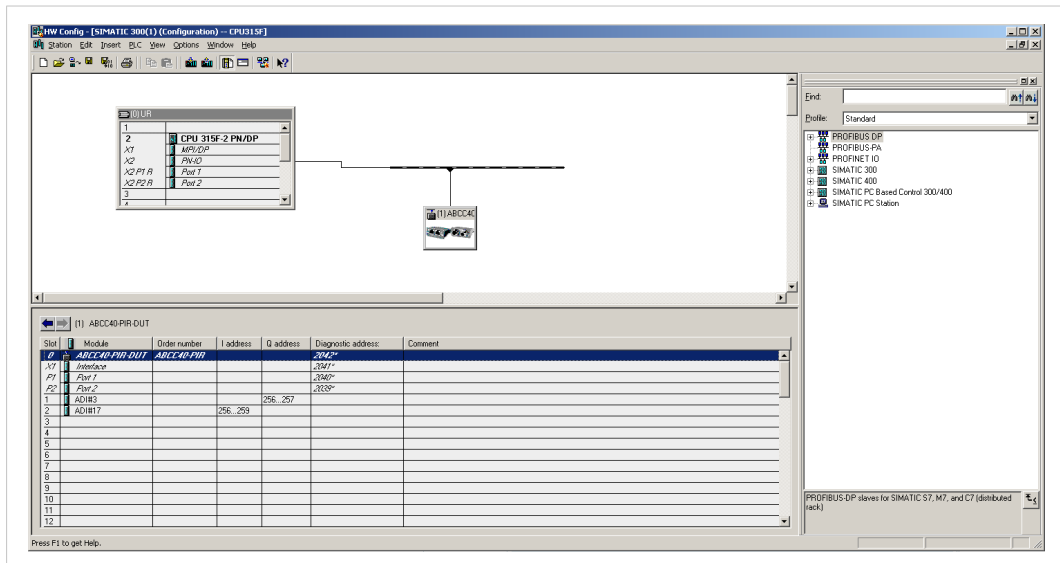 HW Config - [SIMATIC 300(1) (Configuration) -- CPU315F]
Station Edit Insert PLC View Options Window Help
(0) UR
1
2 CPU 315F-2 PN/DP
X1 MPI/DP
X2 PN-IO
X2 P1 R Port 1
X2 P2 R Port 2
3
4
(1) ABCC40
Find:
Profile: Standard
PROFIBUS DP
PROFIBUS-PA
PROFINET IO
SIMATIC 300
SIMATIC 400
SIMATIC PC Based Control 300/400
SIMATIC PC Station
(1) ABCC40-PIR-DUT
Slot Module Order number I address Q address Diagnostic address: Comment
0 ABCC40-PIR-DUT ABCC40-PIR 2042*
X1 Interface 2041*
P1 Port 1 2040*
P2 Port 2 2039*
1 ADI#3 256...257
2 ADI#17 256...259
3
4
5
6
7
8
9
10
11
12
PROFIBUS-DP slaves for SIMATIC S7, M7, and C7 (distributed
rack)
Press F1 to get Help.